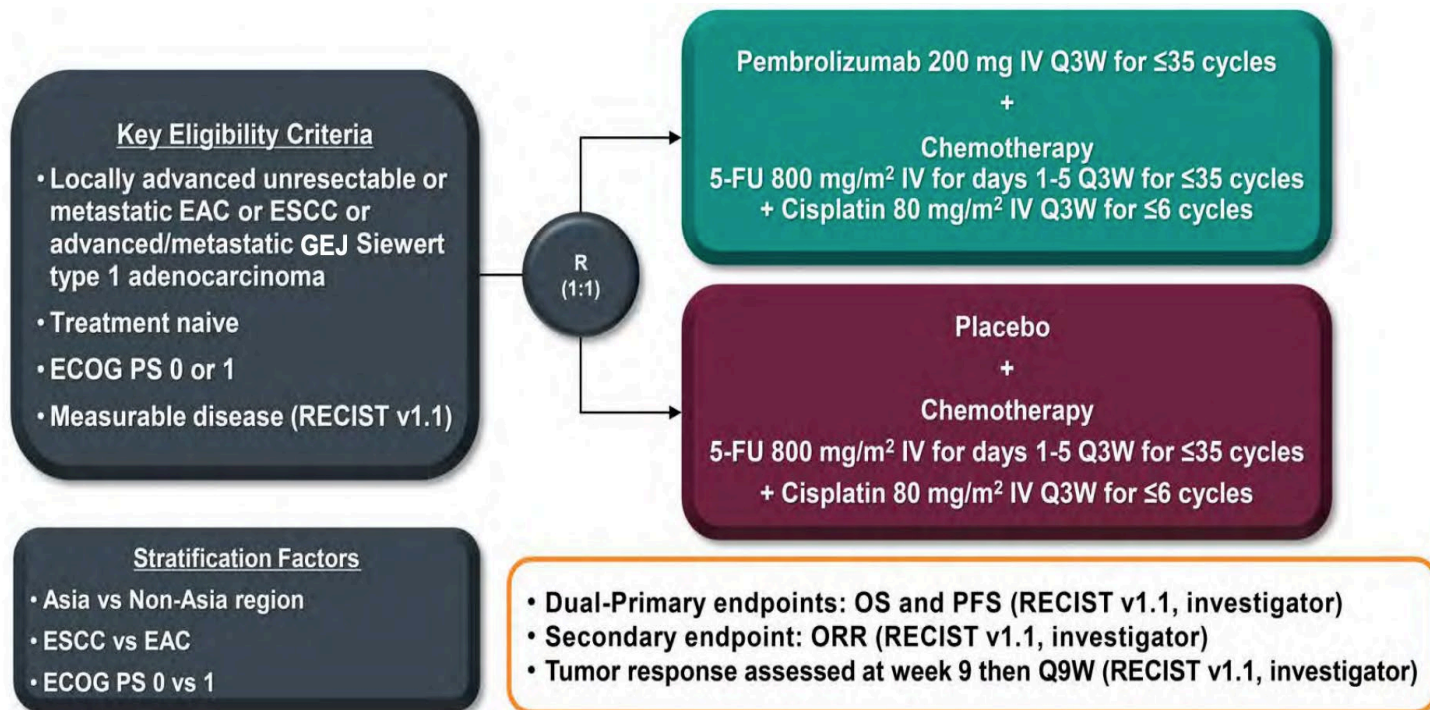 Key Eligibility Criteria
• Locally advanced unresectable or
metastatic EAC or ESCC or
advanced/metastatic GEJ Siewert
type 1 adenocarcinoma
• Treatment naive
• ECOG PS 0 or 1
• Measurable disease (RECIST v1.1)
R
(1:1)
Pembrolizumab 200 mg IV Q3W for ≤35 cycles
+
Chemotherapy
5-FU 800 mg/m² IV for days 1-5 Q3W for ≤35 cycles
+ Cisplatin 80 mg/m² IV Q3W for ≤6 cycles
Placebo
+
Chemotherapy
5-FU 800 mg/m² IV for days 1-5 Q3W for ≤35 cycles
+ Cisplatin 80 mg/m² IV Q3W for ≤6 cycles
Stratification Factors
• Asia vs Non-Asia region
• ESCC vs EAC
• ECOG PS 0 vs 1
• Dual-Primary endpoints: OS and PFS (RECIST v1.1, investigator)
• Secondary endpoint: ORR (RECIST v1.1, investigator)
• Tumor response assessed at week 9 then Q9W (RECIST v1.1, investigator)